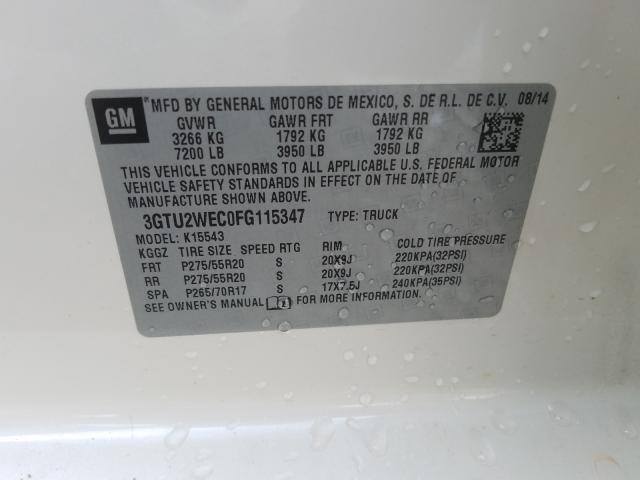 GM
® MFD BY GENERAL MOTORS DE MEXICO, S. DE R.L. DE C.V. 08/14
GVWR GAWR FRT GAWR RR
3266 KG 1792 KG 1792 KG
7200 LB 3950 LB 3950 LB
THIS VEHICLE CONFORMS TO ALL APPLICABLE U.S. FEDERAL MOTOR
VEHICLE SAFETY STANDARDS IN EFFECT ON THE DATE OF
MANUFACTURE SHOWN ABOVE.
3GTU2WEC0FG115347 TYPE: TRUCK
MODEL: K15543
KGGZ TIRE SIZE SPEED RTG RIM COLD TIRE PRESSURE
FRT P275/55R20 S 20X9J 220KPA(32PSI)
RR P275/55R20 S 20X9J 220KPA(32PSI)
SPA P265/70R17 S 17X7.5J 240KPA(35PSI)
SEE OWNER'S MANUAL FOR MORE INFORMATION.